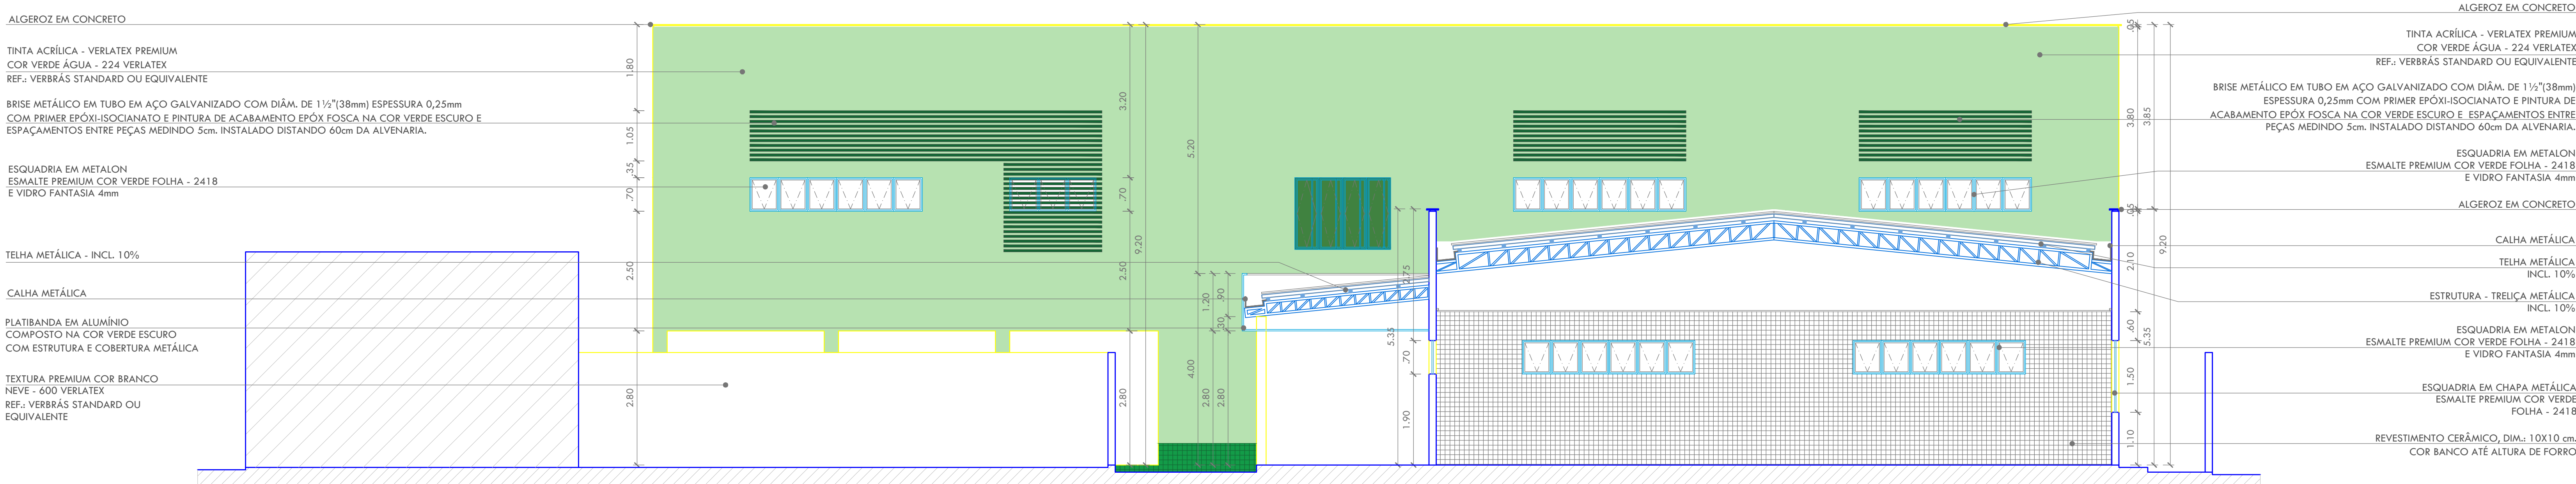 ALGEROZ EM CONCRETO
TINTA ACRÍLICA - VERLATEX PREMIUM
COR VERDE ÁGUA - 224 VERLATEX
REF.: VERBRÁS STANDARD OU EQUIVALENTE
BRISE METÁLICO EM TUBO EM AÇO GALVANIZADO COM DIÂM. DE 1½"(38mm) ESPESSURA 0,25mm
COM PRIMER EPÓXI-ISOCIANATO E PINTURA DE ACABAMENTO EPÓX FOSCA NA COR VERDE ESCURO E
ESPAÇAMENTOS ENTRE PEÇAS MEDINDO 5cm. INSTALADO DISTANDO 60cm DA ALVENARIA.
ESQUADRIA EM METALON
ESMALTE PREMIUM COR VERDE FOLHA - 2418
E VIDRO FANTASIA 4mm
TELHA METÁLICA - INCL. 10%
CALHA METÁLICA
PLATIBANDA EM ALUMÍNIO
COMPOSTO NA COR VERDE ESCURO
COM ESTRUTURA E COBERTURA METÁLICA
TEXTURA PREMIUM COR BRANCO
NEVE - 600 VERLATEX
REF.: VERBRÁS STANDARD OU
EQUIVALENTE
1.80
1.05
.35
.70
2.50
2.80
3.20
.70
2.50
2.80
9.20
5.20
4.00
1.20
2.80
.90
.30
2.80
5.35
2.75
.70
1.90
.05
3.80
.05
2.10
.60
1.50
1.10
3.85
5.35
9.20
ALGEROZ EM CONCRETO
TINTA ACRÍLICA - VERLATEX PREMIUM
COR VERDE ÁGUA - 224 VERLATEX
REF.: VERBRÁS STANDARD OU EQUIVALENTE
BRISE METÁLICO EM TUBO EM AÇO GALVANIZADO COM DIÂM. DE 1½"(38mm)
ESPESSURA 0,25mm COM PRIMER EPÓXI-ISOCIANATO E PINTURA DE
ACABAMENTO EPÓX FOSCA NA COR VERDE ESCURO E ESPAÇAMENTOS ENTRE
PEÇAS MEDINDO 5cm. INSTALADO DISTANDO 60cm DA ALVENARIA.
ESQUADRIA EM METALON
ESMALTE PREMIUM COR VERDE FOLHA - 2418
E VIDRO FANTASIA 4mm
ALGEROZ EM CONCRETO
CALHA METÁLICA
TELHA METÁLICA
INCL. 10%
ESTRUTURA - TRELIÇA METÁLICA
INCL. 10%
ESQUADRIA EM METALON
ESMALTE PREMIUM COR VERDE FOLHA - 2418
E VIDRO FANTASIA 4mm
ESQUADRIA EM CHAPA METÁLICA
ESMALTE PREMIUM COR VERDE
FOLHA - 2418
REVESTIMENTO CERÂMICO, DIM.: 10X10 cm.
COR BANCO ATÉ ALTURA DE FORRO